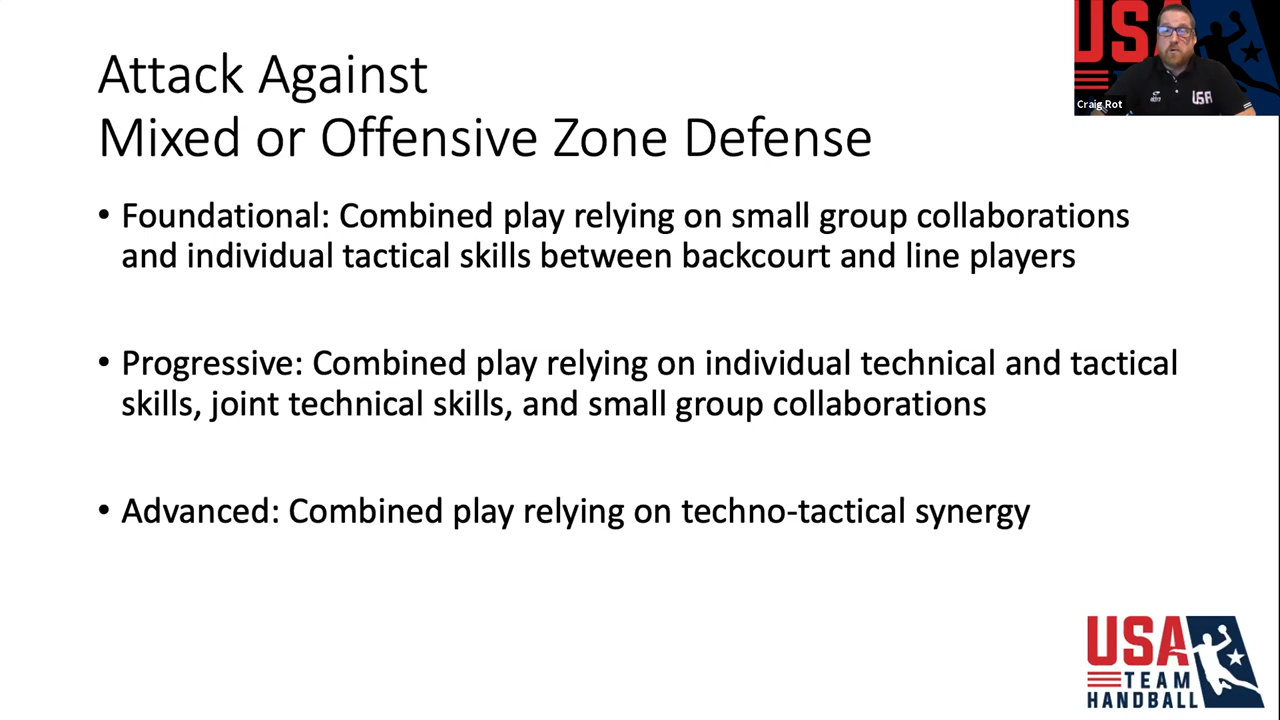 Attack Against
Mixed or Offensive Zone Defense
• Foundational: Combined play relying on small group collaborations
and individual tactical skills between backcourt and line players
• Progressive: Combined play relying on individual technical and tactical
skills, joint technical skills, and small group collaborations
• Advanced: Combined play relying on techno-tactical synergy
USA
Craig Rot
USA
USA
TEAM
HANDBALL